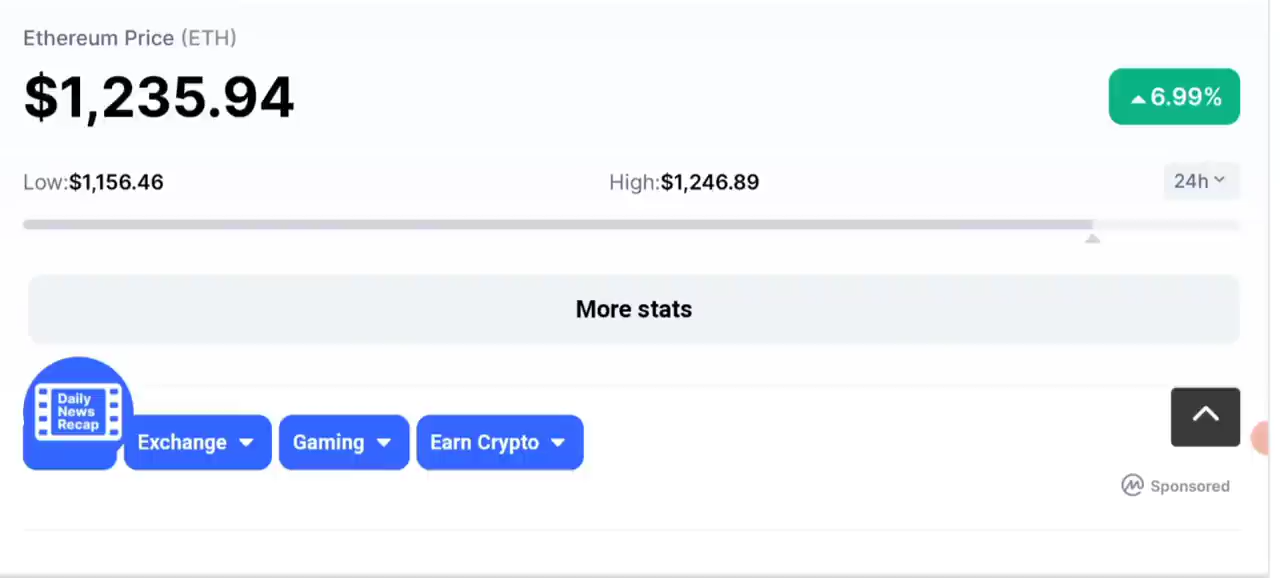 Ethereum Price (ETH)
$1,235.94
▲6.99%
Low:$1,156.46
High:$1,246.89
24h
More stats
Daily
News
Recap
Exchange
Gaming
Earn Crypto
Sponsored